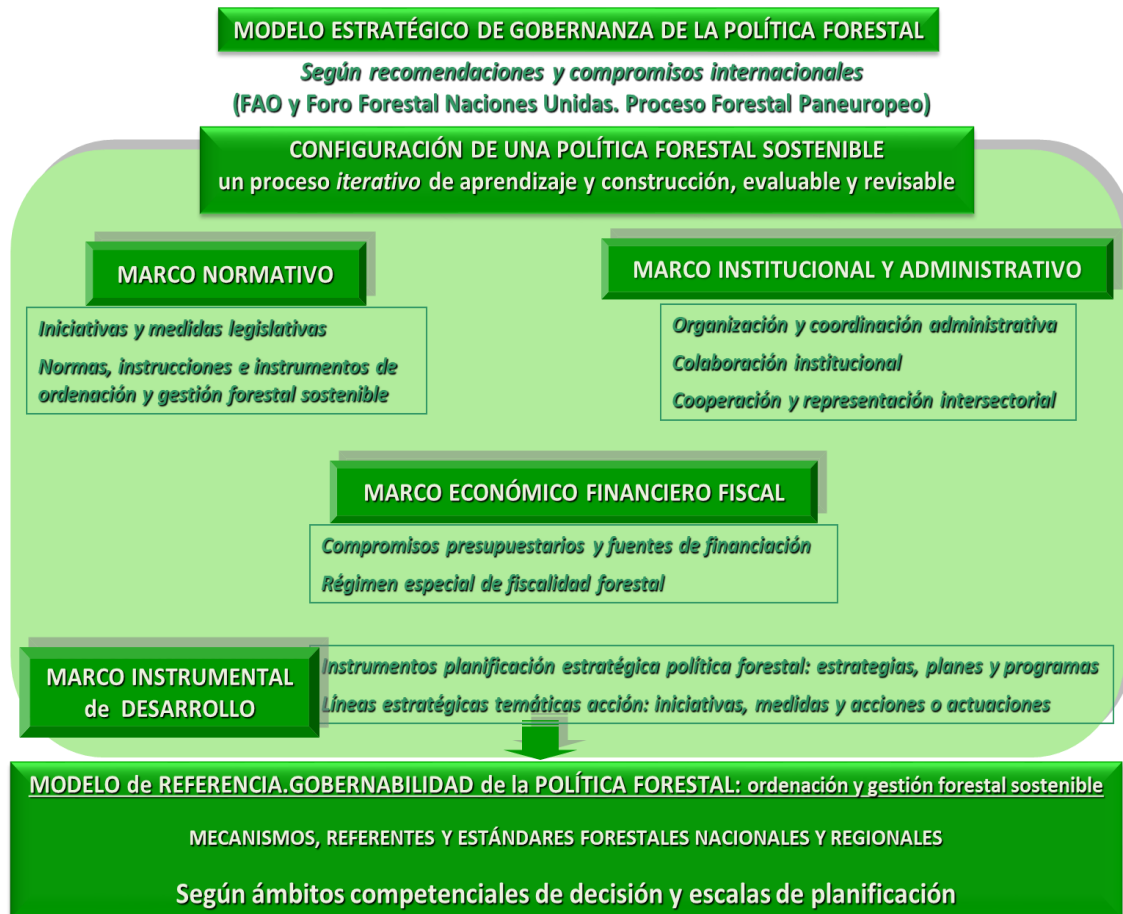 MODELO ESTRATÉGICO DE GOBERNANZA DE LA POLÍTICA FORESTAL
Según recomendaciones y compromisos internacionales
(FAO y Foro Forestal Naciones Unidas. Proceso Forestal Paneuropeo)
CONFIGURACIÓN DE UNA POLÍTICA FORESTAL SOSTENIBLE
un proceso iterativo de aprendizaje y construcción, evaluable y revisable
MARCO NORMATIVO
Iniciativas y medidas legislativas
Normas, instrucciones e instrumentos de
ordenación y gestión forestal sostenible
MARCO INSTITUCIONAL Y ADMINISTRATIVO
Organización y coordinación administrativa
Colaboración institucional
Cooperación y representación intersectorial
MARCO ECONÓMICO FINANCIERO FISCAL
Compromisos presupuestarios y fuentes de financiación
Régimen especial de fiscalidad forestal
MARCO INSTRUMENTAL
de DESARROLLO
Instrumentos planificación estratégica política forestal: estrategias, planes y programas
Líneas estratégicas temáticas acción: iniciativas, medidas y acciones o actuaciones
MODELO de REFERENCIA.GOBERNABILIDAD de la POLÍTICA FORESTAL: ordenación y gestión forestal sostenible
MECANISMOS, REFERENTES Y ESTÁNDARES FORESTALES NACIONALES Y REGIONALES
Según ámbitos competenciales de decisión y escalas de planificación